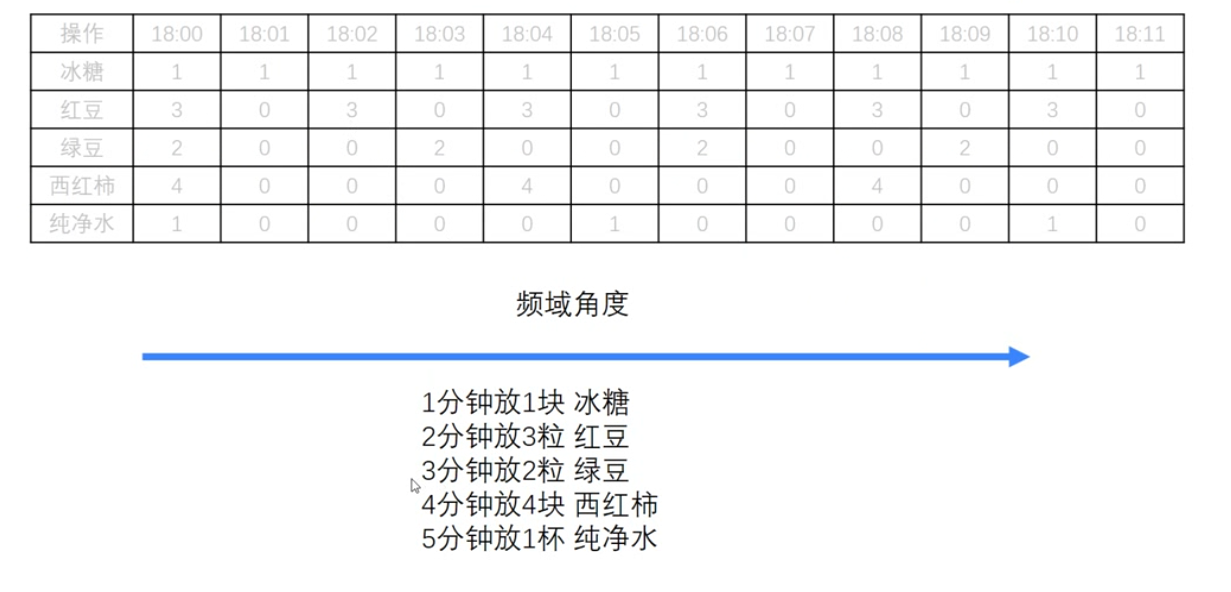 操作 18:00 18:01 18:02 18:03 18:04 18:05 18:06 18:07 18:08 18:09 18:10 18:11
冰糖 1 1 1 1 1 1 1 1 1 1 1 1
红豆 3 0 3 0 3 0 3 0 3 0 3 0
绿豆 2 0 0 2 0 0 2 0 0 2 0 0
西红柿 4 0 0 0 4 0 0 0 4 0 0 0
纯净水 1 0 0 0 0 1 0 0 0 0 1 0
频域角度
1分钟放1块 冰糖
2分钟放3粒 红豆
3分钟放2粒 绿豆
4分钟放4块 西红柿
5分钟放1杯 纯净水